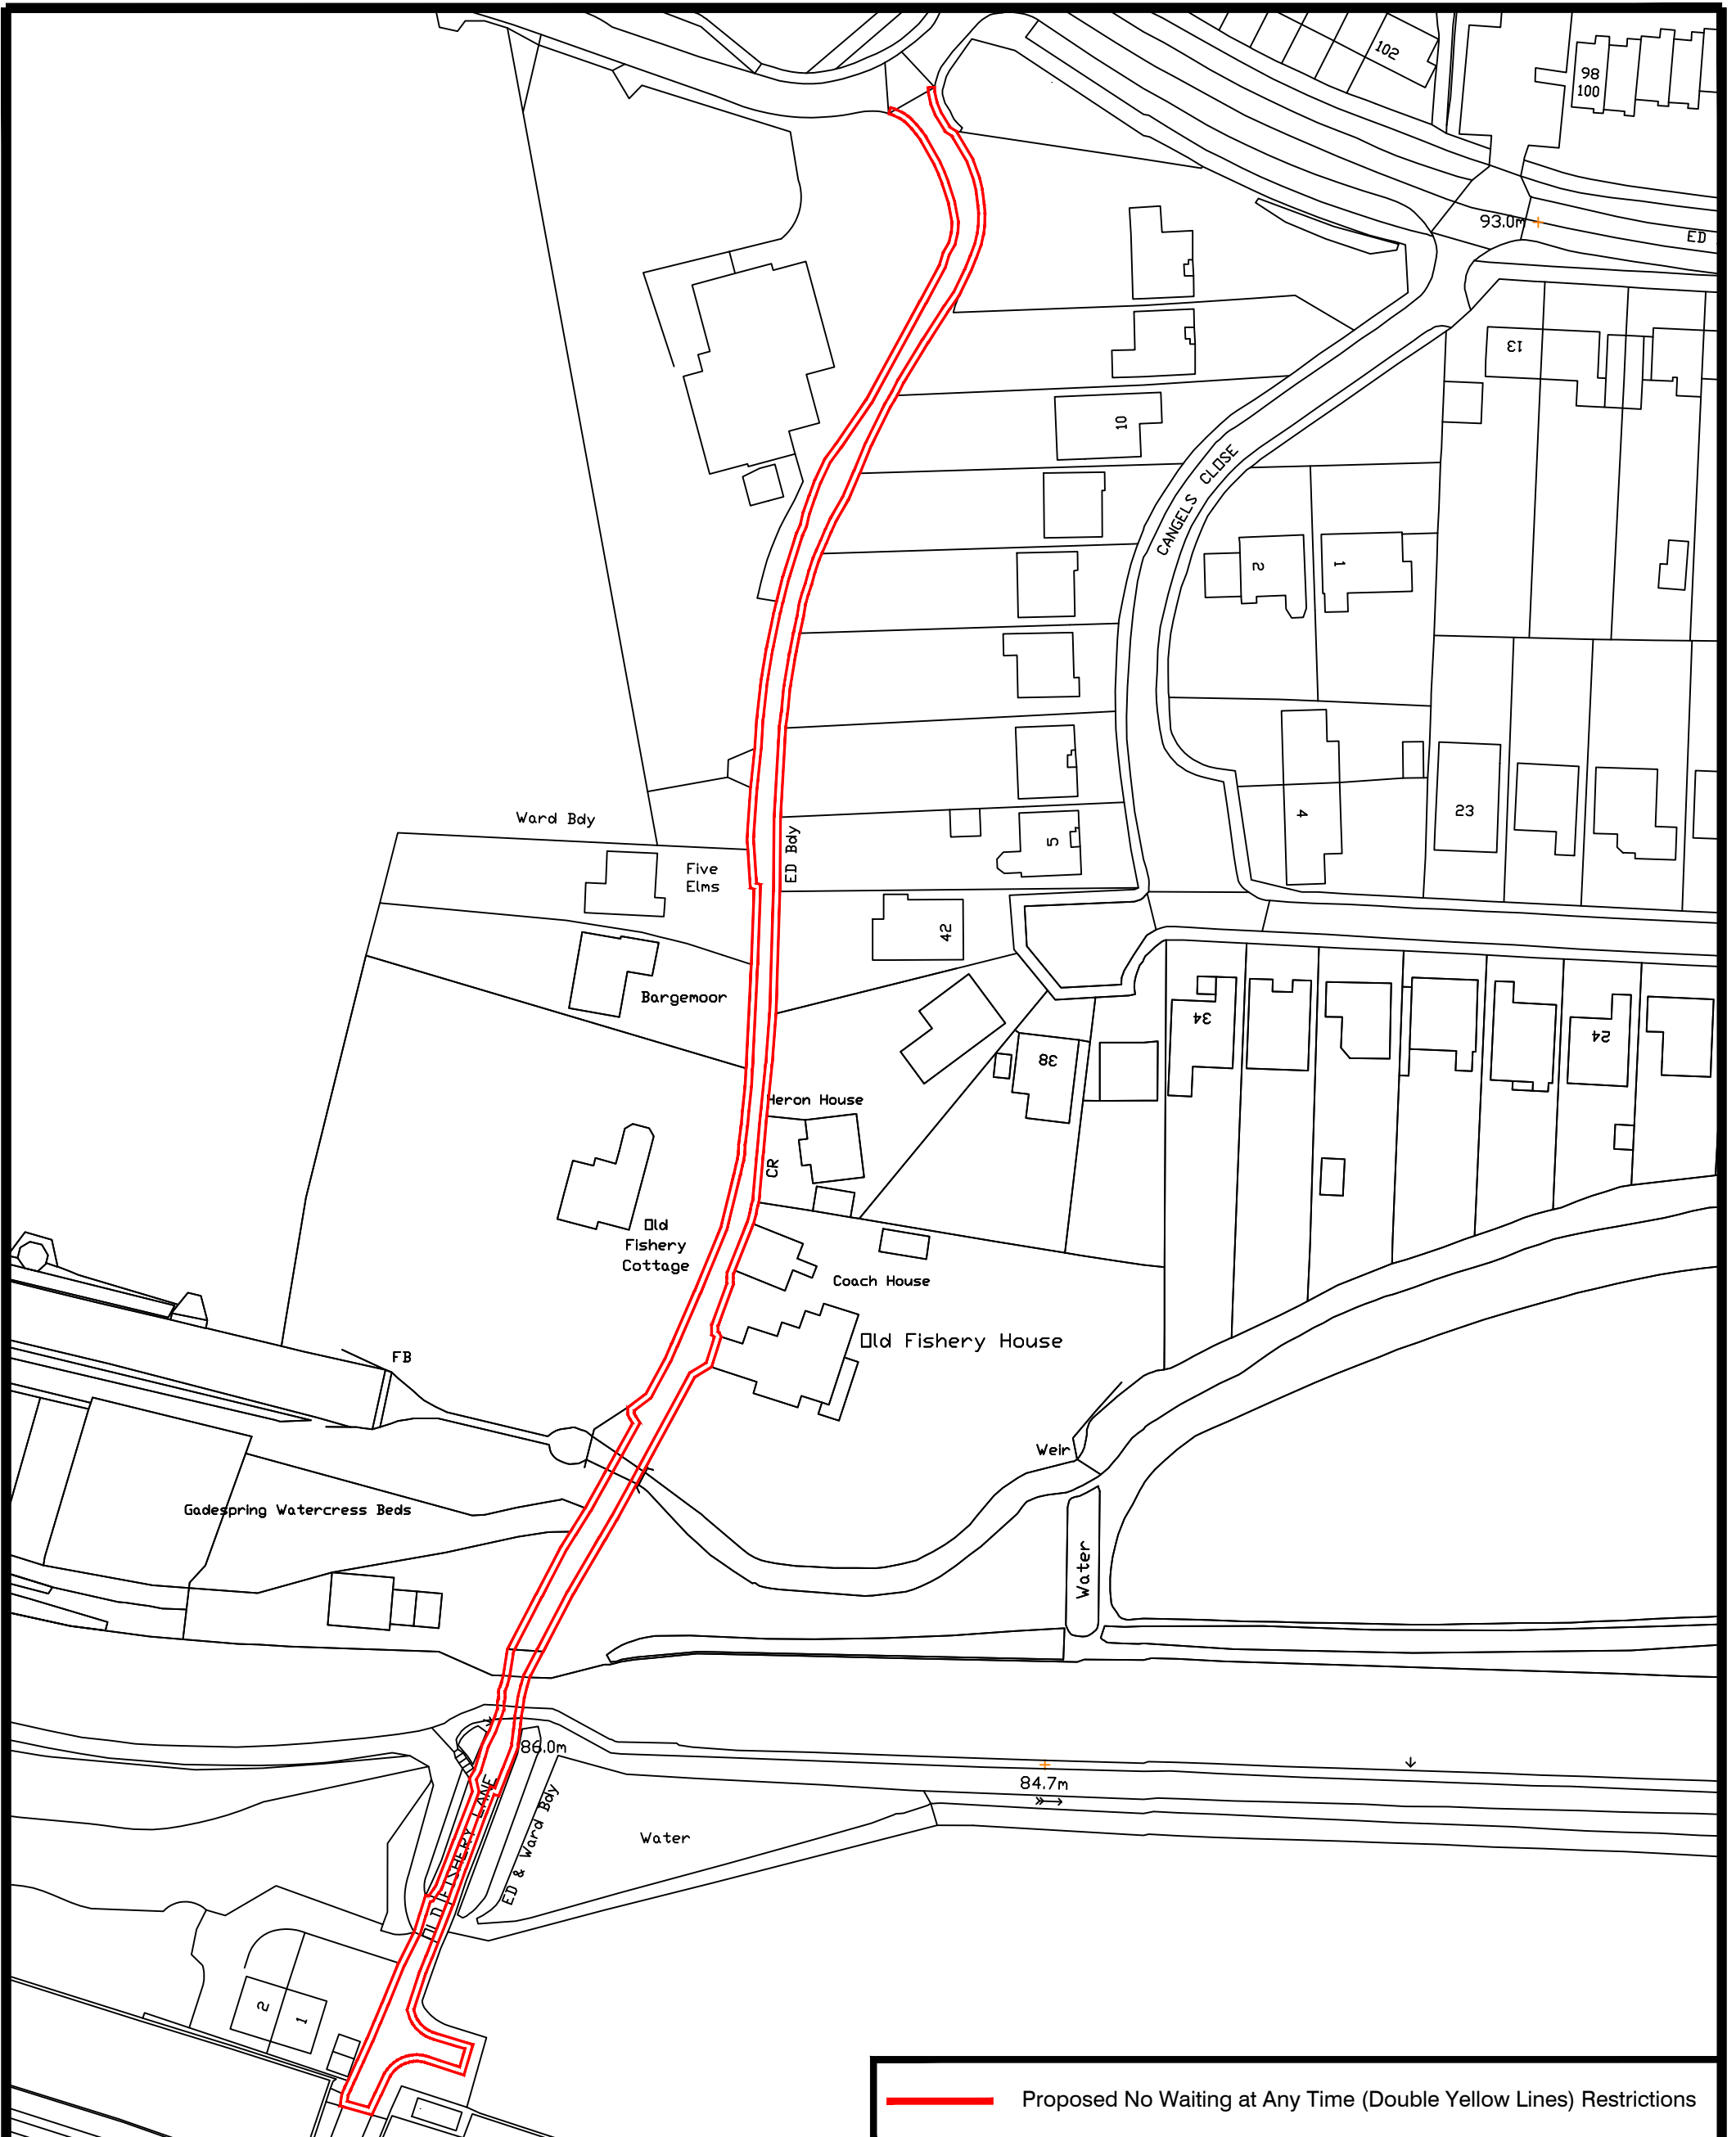 102
98
100
93.0m
ED
13
10
CANGELS CLOSE
2
1
Ward Bdy
ED Bdy
5
4
23
Five
Elms
42
Bargemoor
34
24
38
Heron House
CR
Old
Fishery
Cottage
Coach House
Old Fishery House
FB
Weir
Gadespring Watercress Beds
Water
86.0m
84.7m
OLD FISHERY LANE
ED & Ward Bdy
Water
2
1
Proposed No Waiting at Any Time (Double Yellow Lines) Restrictions